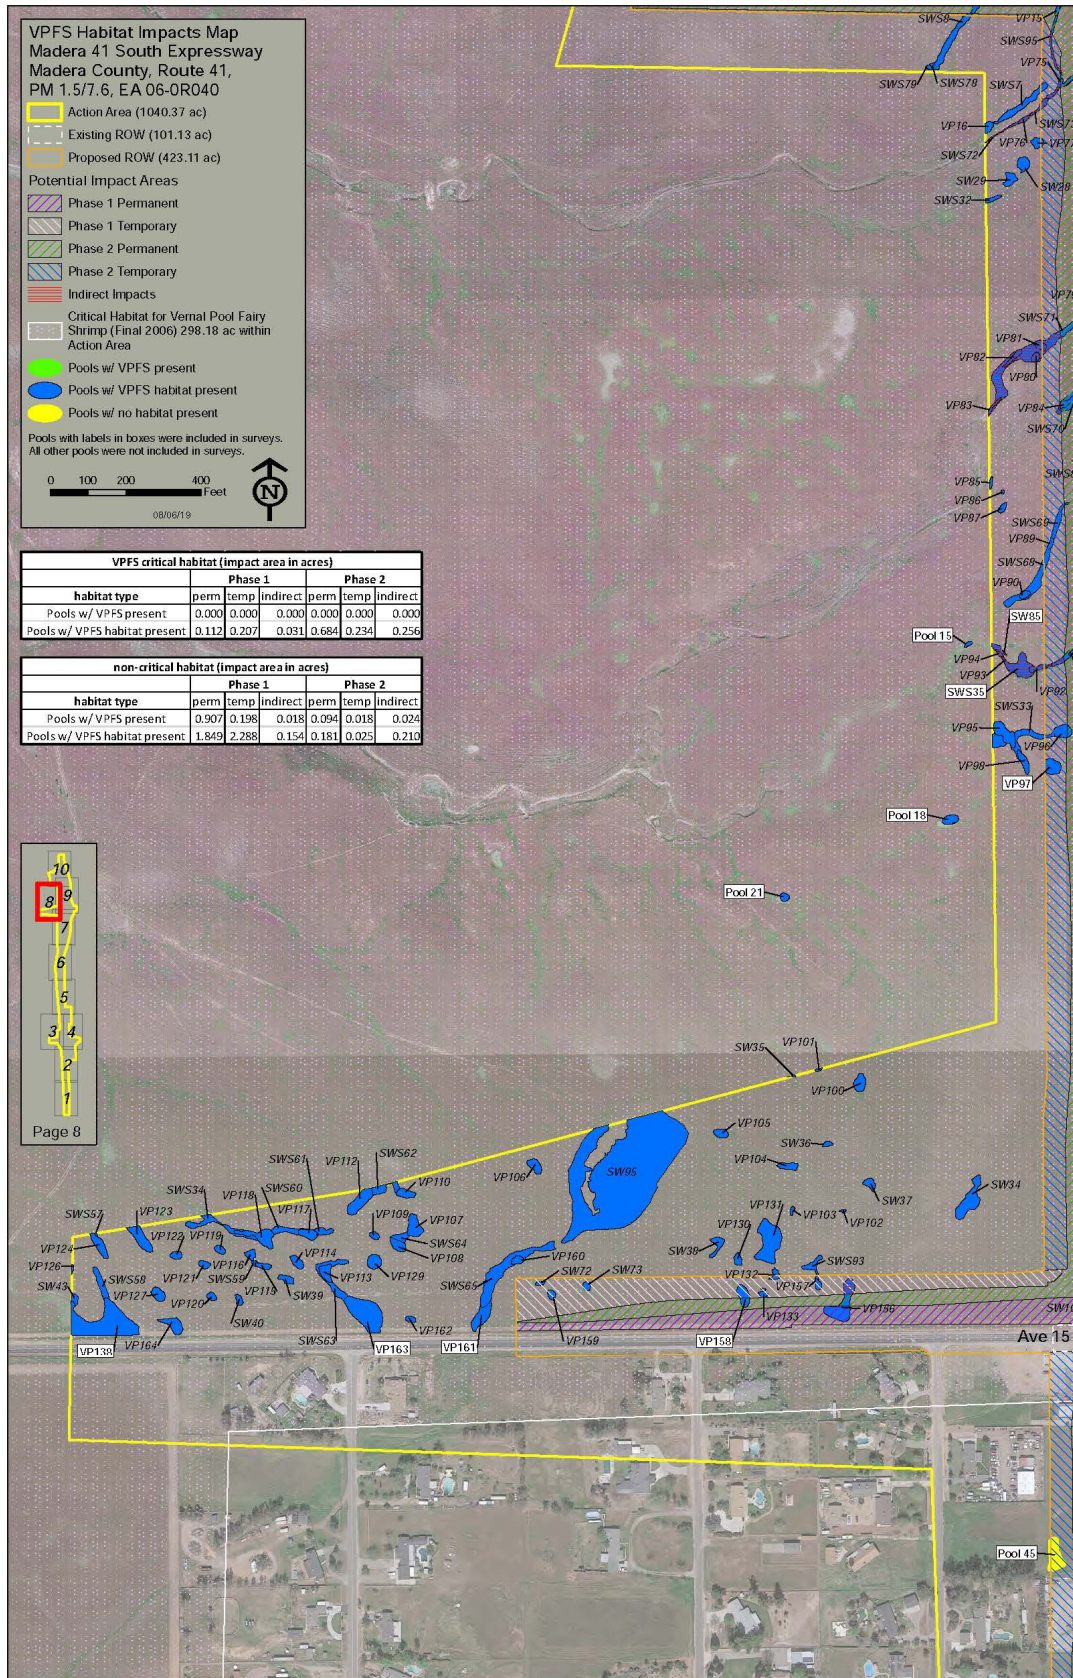 VPFS Habitat Impacts Map
Madera 41 South Expressway
Madera County, Route 41,
PM 1.5/7.6, EA 06-0R040
Action Area (1040.37 ac)
Existing ROW (101.13 ac)
Proposed ROW (423.11 ac)
Potential Impact Areas
Phase 1 Permanent
Phase 1 Temporary
Phase 2 Permanent
Phase 2 Temporary
Indirect Impacts
Critical Habitat for Vernal Pool Fairy
Shrimp (Final 2006) 298.18 ac within
Action Area
Pools w/ VPFS present
Pools w/ VPFS habitat present
Pools w/ no habitat present
Pools with labels in boxes were included in surveys.
All other pools were not included in surveys.
0 100 200 400
Feet
N
08/06/19
VPFS critical habitat (impact area in acres)
Phase 1 Phase 2
habitat type perm temp indirect perm temp indirect
Pools w/ VPFS present 0.000 0.000 0.000 0.000 0.000 0.000
Pools w/ VPFS habitat present 0.112 0.207 0.031 0.684 0.234 0.256
non-critical habitat (impact area in acres)
Phase 1 Phase 2
habitat type perm temp indirect perm temp indirect
Pools w/ VPFS present 0.907 0.198 0.018 0.094 0.018 0.024
Pools w/ VPFS habitat present 1.849 2.288 0.154 0.181 0.025 0.210
10
9
8
7
6
5
3 4
2
1
Page 8
SWS8
VP15
SWS95
VP75
SWS79
SWS78
SWS7
VP16
SWS73
VP76
VP77
SWS72
SW29
SW28
SWS32
SWS71
VP81
VP82
VP80
VP83
VP84
SWS70
VP85
VP86
VP87
SWS69
VP89
SWS68
VP90
SW85
Pool 15
VP94
VP93
SWS35
VP92
SWS33
VP95
VP96
VP98
VP97
Pool 18
Pool 21
SW35
VP101
VP100
VP105
SW36
VP104
SW95
VP106
SW37
SW34
VP103
VP102
VP131
VP130
SW38
SWS93
VP132
VP157
SWS61
VP112
SWS62
VP110
SWS34
VP118
SWS60
VP117
VP109
VP107
SWS64
VP108
SWS57
VP123
VP124
VP122
VP119
VP114
VP126
VP121
VP116
SWS59
VP115
SW39
VP113
VP129
VP160
SWS65
SW72
SW73
SW43
SWS58
VP127
VP120
SW40
SWS63
VP162
VP159
VP133
VP156
VP164
VP138
VP163
VP161
VP158
Ave 15
Pool 45